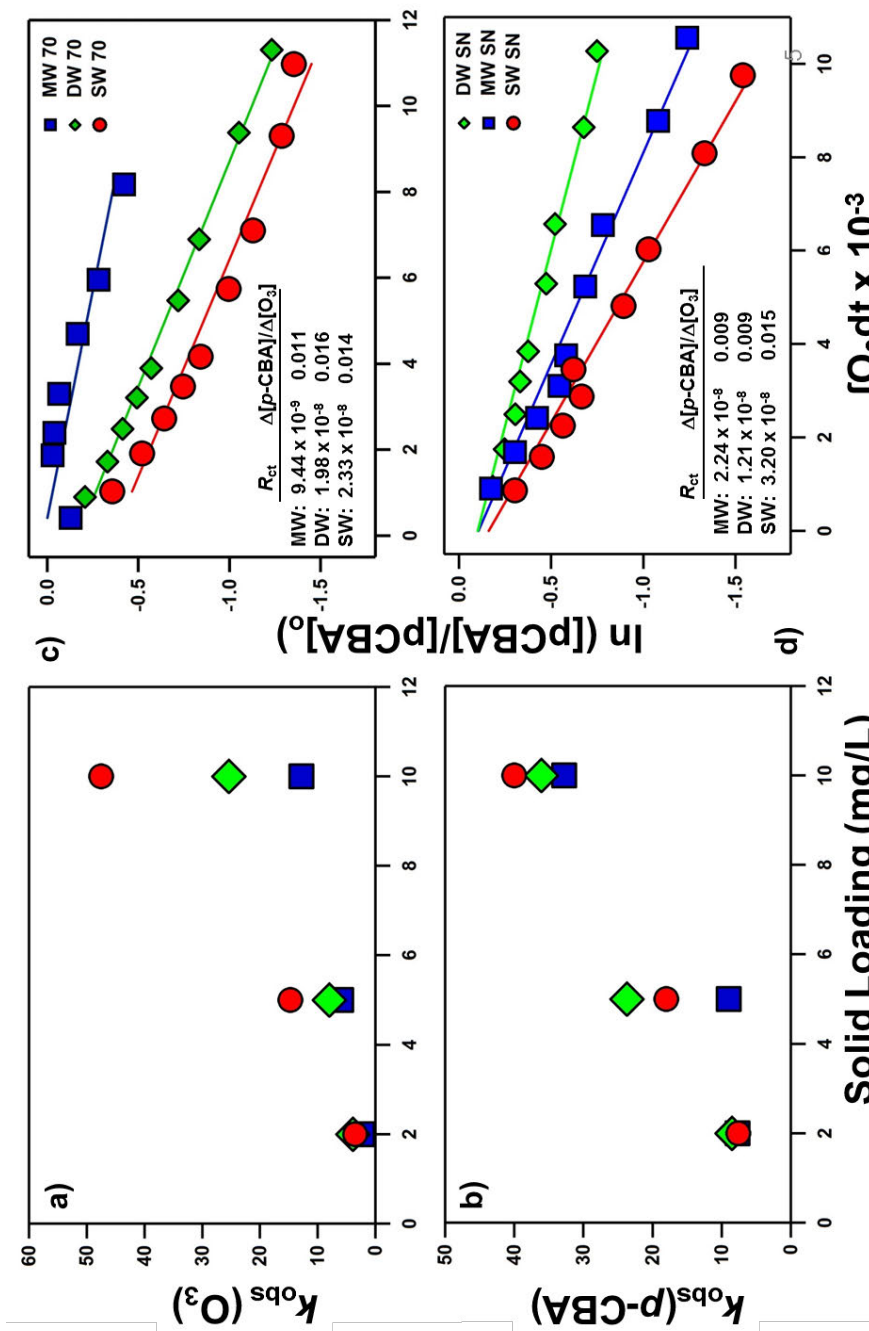 a)
60
50
40
30
20
10
0
0 2 4 6 8 10 12
kobs (O3)
b)
50
40
30
20
10
0
0 2 4 6 8 10 12
kobs(p-CBA)
Solid Loading (mg/L)
c)
MW 70
DW 70
SW 70
0.0
-0.5
-1.0
-1.5
0 2 4 6 8 10 12
Rct Δ[p-CBA]/Δ[O3]
MW: 9.44 x 10-9 0.011
DW: 1.98 x 10-8 0.016
SW: 2.33 x 10-8 0.014
ln ([pCBA]/[pCBA]o)
d)
DW SN
MW SN
SW SN
0.0
-0.5
-1.0
-1.5
0 2 4 6 8 10
Rct Δ[p-CBA]/Δ[O3]
MW: 2.24 x 10-8 0.009
DW: 1.21 x 10-8 0.009
SW: 3.20 x 10-8 0.015
5
dt x 10-3